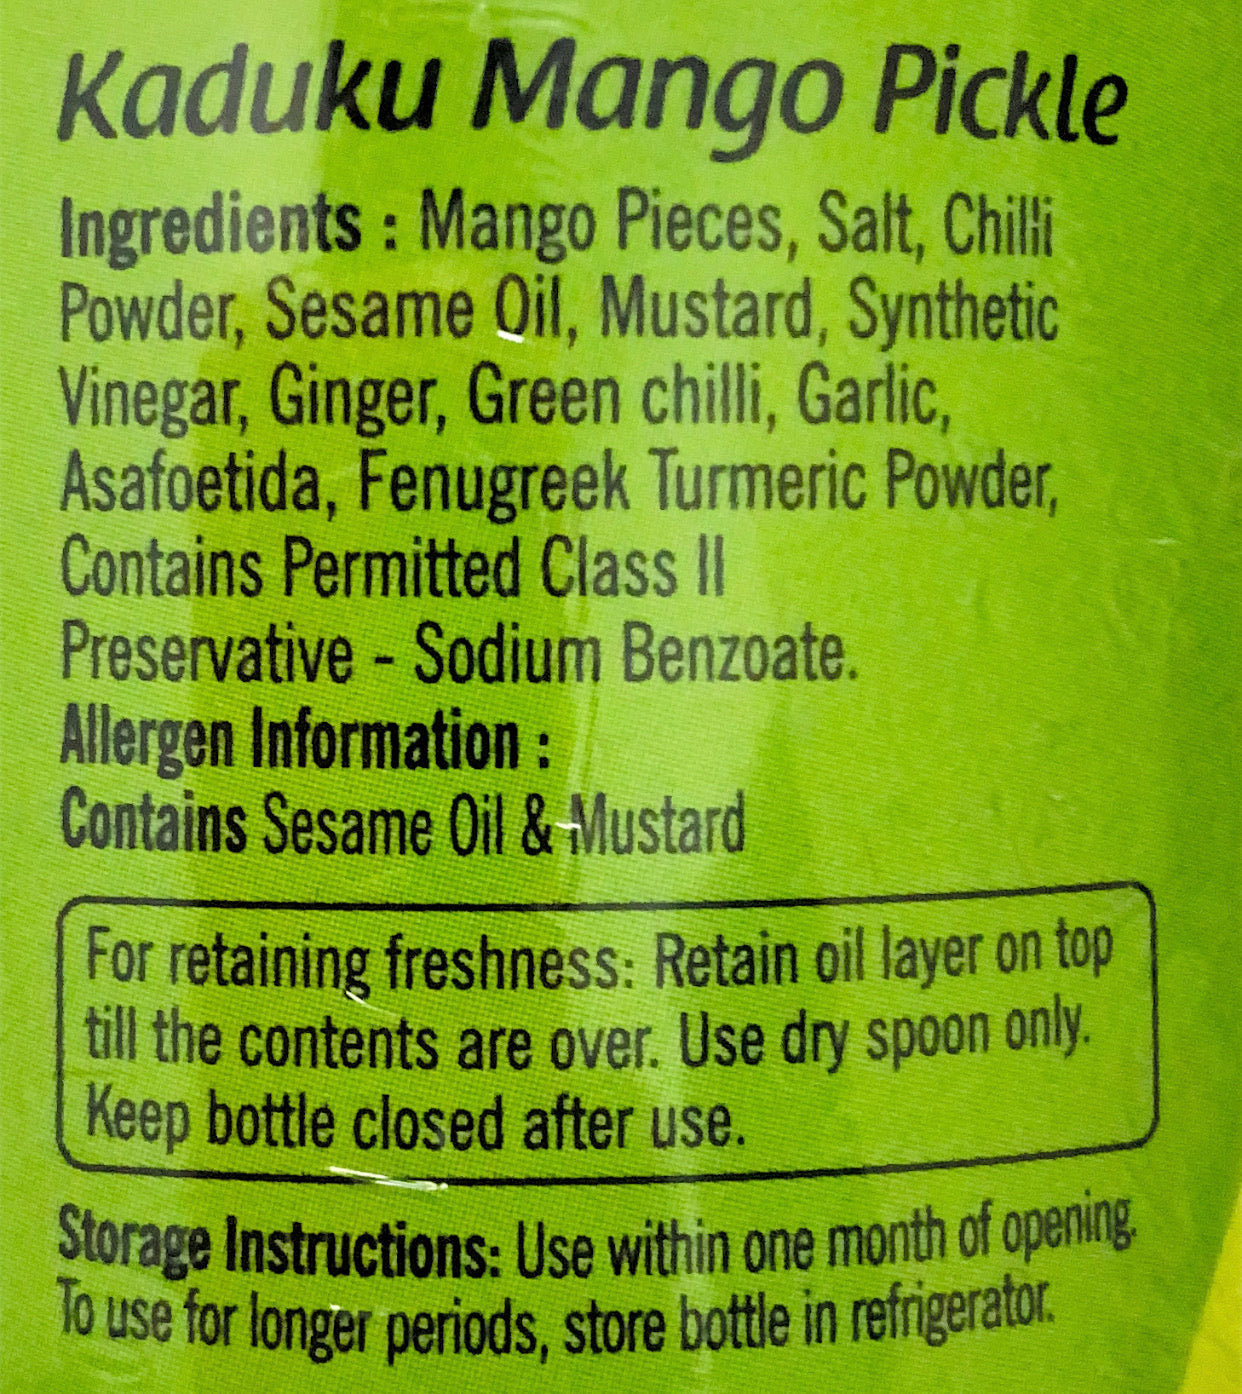 Kaduku Mango Pickle
Ingredients : Mango Pieces, Salt, Chilli
Powder, Sesame Oil, Mustard, Synthetic
Vinegar, Ginger, Green chilli, Garlic,
Asafoetida, Fenugreek Turmeric Powder,
Contains Permitted Class II
Preservative - Sodium Benzoate.
Allergen Information :
Contains Sesame Oil & Mustard
For retaining freshness: Retain oil layer on top
till the contents are over. Use dry spoon only.
Keep bottle closed after use.
Storage Instructions: Use within one month of opening.
To use for longer periods, store bottle in refrigerator.